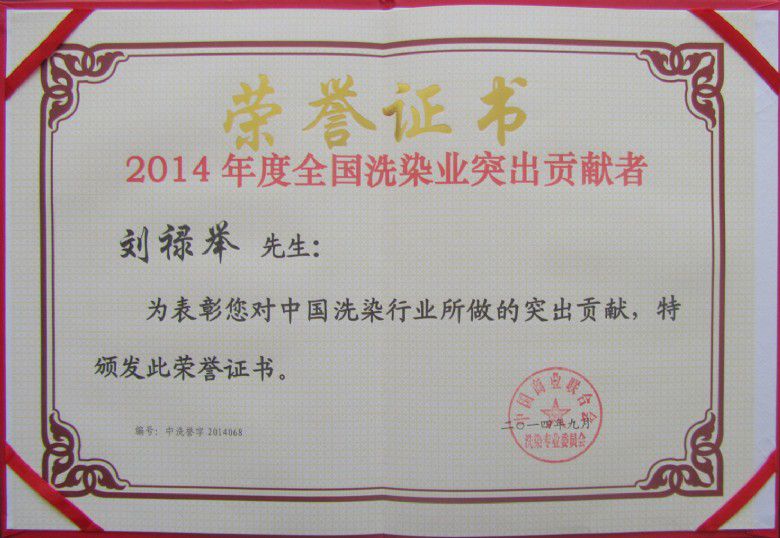 荣誉证书
2014年度全国洗染业突出贡献者
刘禄举 先生：
为表彰您对中国洗染行业所做的突出贡献，特
颁发此荣誉证书。
中国商业联合会
二〇一四年九月
洗染专业委员会
编号：中洗誉字2014068